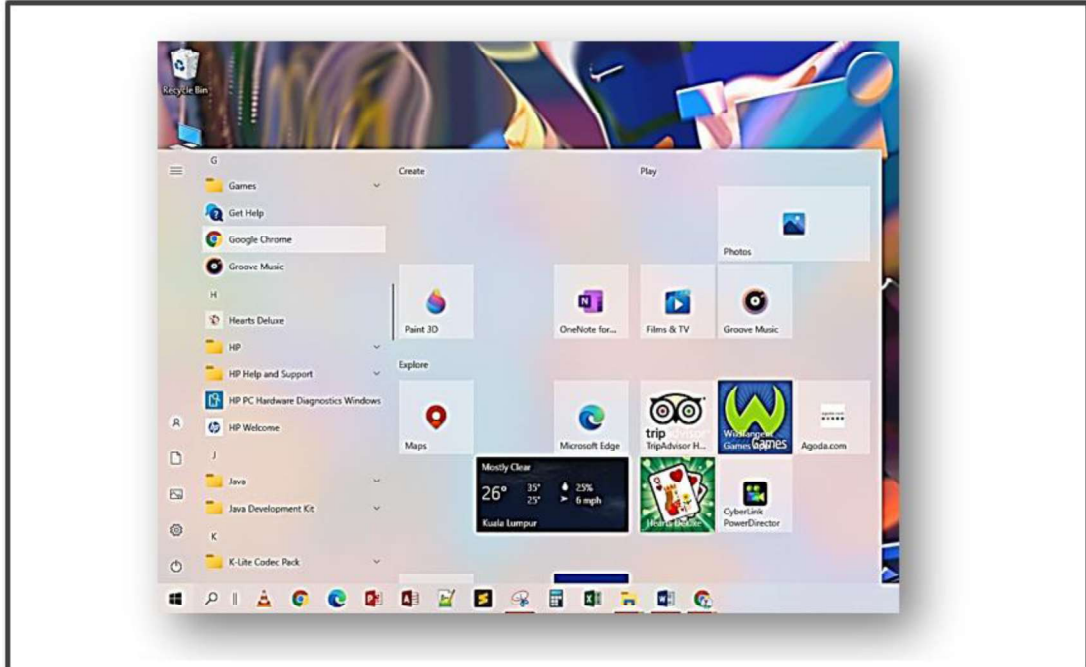 Recycle Bin
G
Games
Get Help
Google Chrome
Groove Music
H
Hearts Deluxe
HP
HP Help and Support
HP PC Hardware Diagnostics Windows
HP Welcome
J
Java
Java Development Kit
K
K-Lite Codec Pack
Create
Play
Photos
Paint 3D
OneNote for...
Films & TV
Groove Music
Explore
Maps
Microsoft Edge
trip
TripAdvisor H...
Games
Agoda.com
Mostly Clear
26° 35° 25%
25° 6 mph
Kuala Lumpur
Hearts Deluxe
CyberLink
PowerDirector